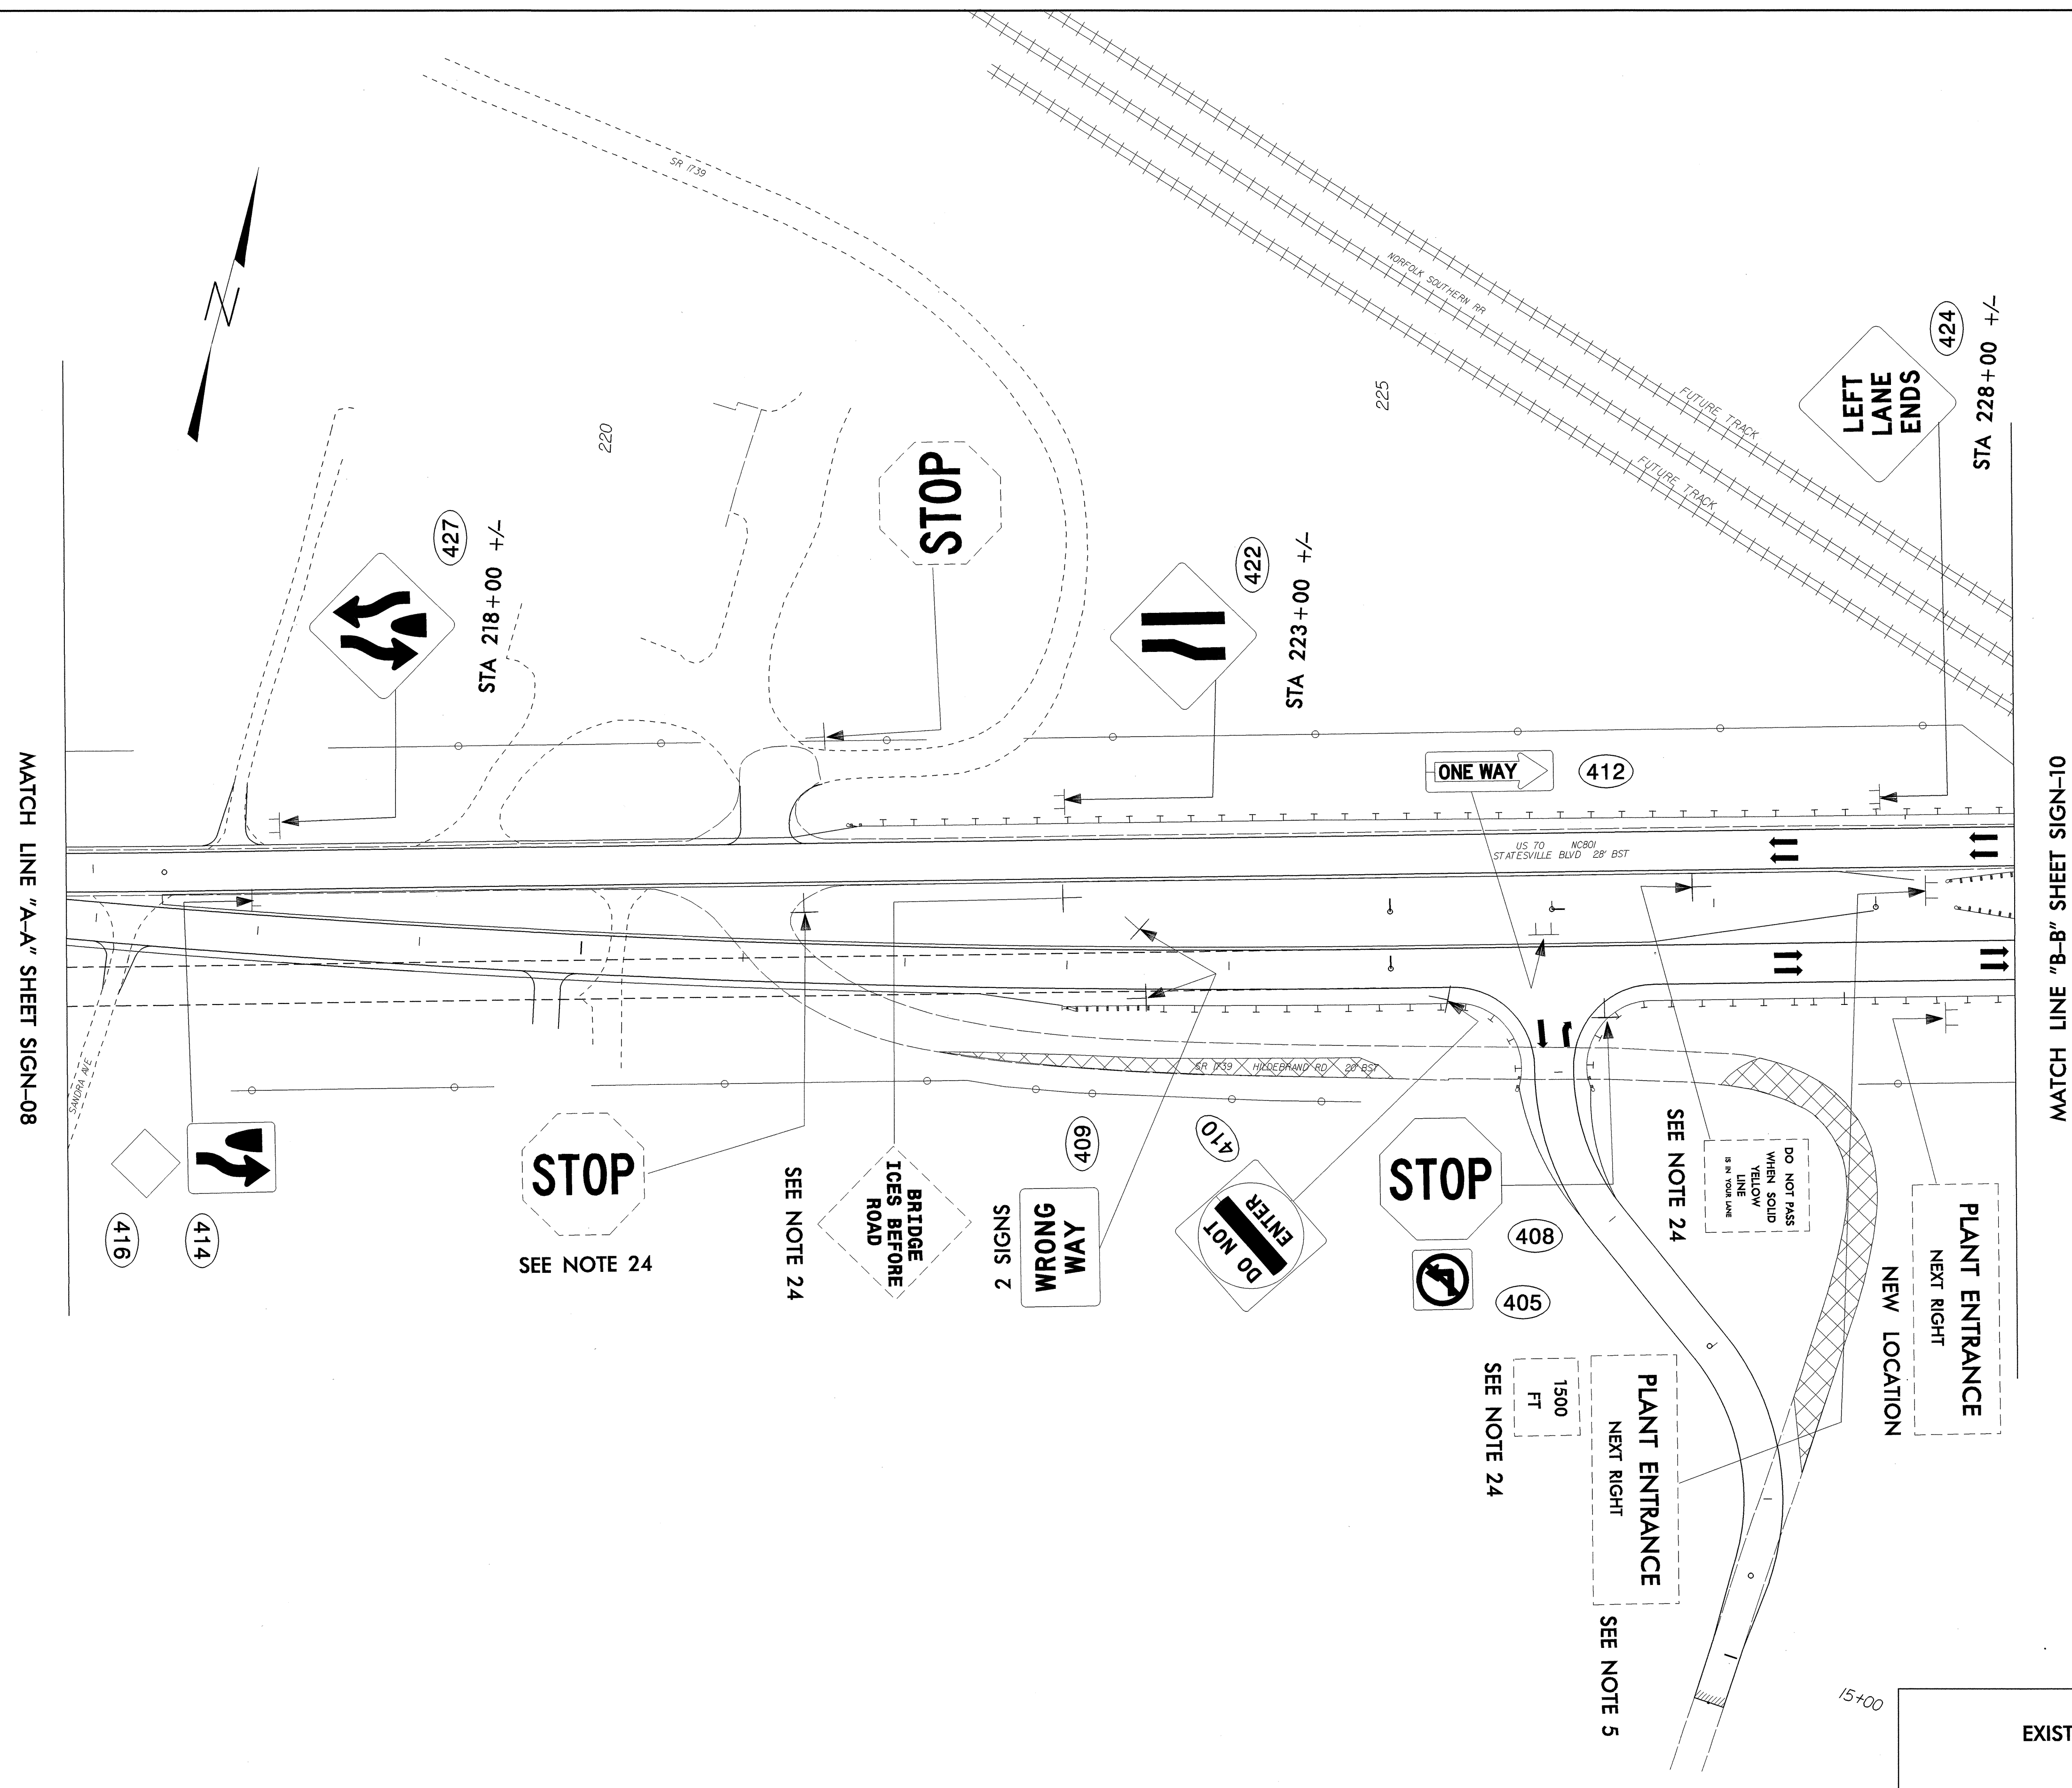 SR 1739
NORFOLK SOUTHERN RR
FUTURE TRACK
FUTURE TRACK
220
225
LEFT
LANE
ENDS
424
STA 228+00 +/-
427
STA 218+00 +/-
STOP
422
STA 223+00 +/-
ONE WAY
412
MATCH LINE "A-A" SHEET SIGN-08
MATCH LINE "B-B" SHEET SIGN-10
US 70 NC801
STATESVILLE BLVD 28' BST
SR 1739 HILDEBRAND RD 20' BST
SANDRA AVE
416
414
STOP
SEE NOTE 24
BRIDGE
ICES BEFORE
ROAD
SEE NOTE 24
409
WRONG
WAY
2 SIGNS
410
DO NOT
ENTER
STOP
408
405
DO NOT PASS
WHEN SOLID
YELLOW
LINE
IS IN YOUR LANE
SEE NOTE 24
PLANT ENTRANCE
NEXT RIGHT
NEW LOCATION
PLANT ENTRANCE
NEXT RIGHT
SEE NOTE 5
1500
FT
SEE NOTE 24
15+00
EXIST